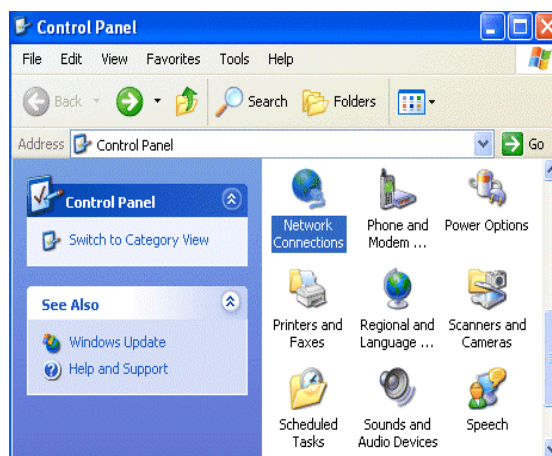 Control Panel
File Edit View Favorites Tools Help
Back Search Folders
Address Control Panel Go
Control Panel
Switch to Category View
See Also
Windows Update
Help and Support
Network
Connections
Phone and
Modem ...
Power Options
Printers and
Faxes
Regional and
Language ...
Scanners and
Cameras
Scheduled
Tasks
Sounds and
Audio Devices
Speech